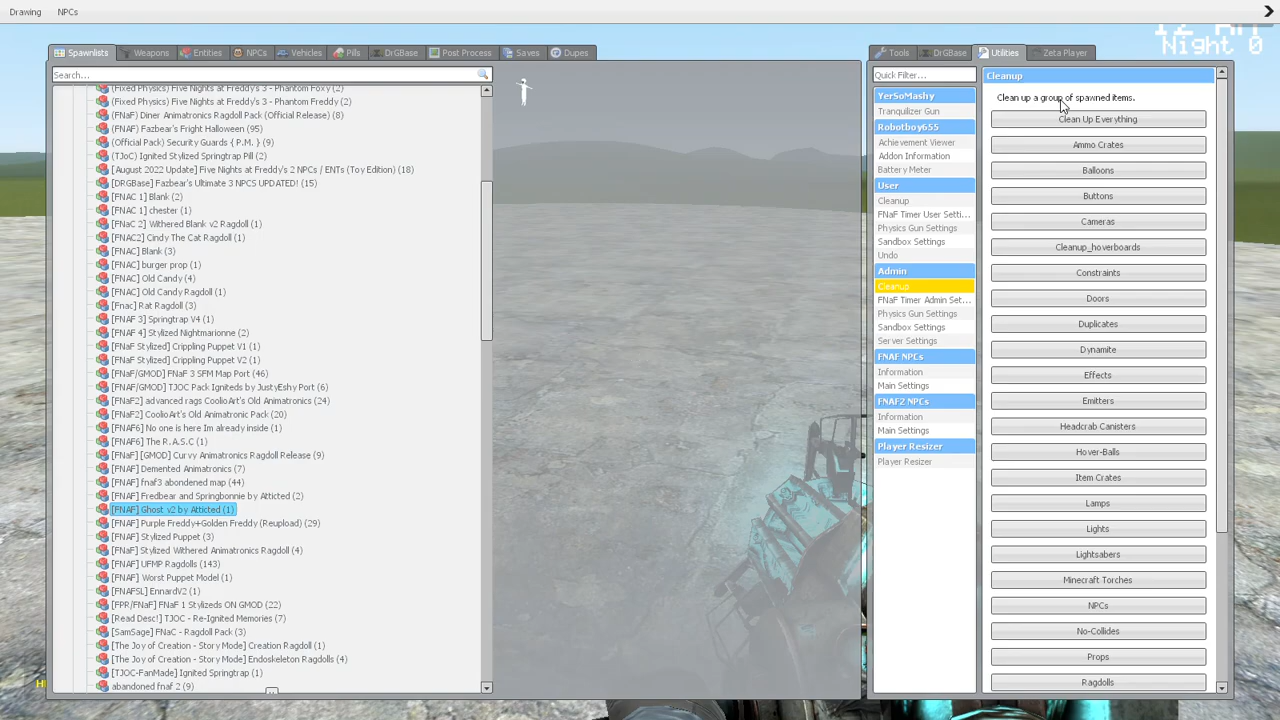 Drawing NPCs
12 AM
Night 0
Spawnlists Weapons Entities NPCs Vehicles Pills DrGBase Post Process Saves Dupes
Search...
(Fixed Physics) Five Nights at Freddy's 3 - Phantom Foxy (2)
(Fixed Physics) Five Nights at Freddy's 3 - Phantom Freddy (2)
(FNaF) Diner Animatronics Ragdoll Pack (Official Release) (8)
(FNAF) Fazbear's Fright Halloween (95)
(Official Pack) Security Guards { P.M. } (9)
(TJoC) Ignited Stylized Springtrap Pill (2)
[August 2022 Update] Five Nights at Freddy's 2 NPCs / ENTs (Toy Edition) (18)
[DRGBase] Fazbear's Ultimate 3 NPCS UPDATED! (15)
[FNAC 1] Blank (2)
[FNAC 1] chester (1)
[FNaC 2] Withered Blank v2 Ragdoll (1)
[FNAC2] Cindy The Cat Ragdoll (1)
[FNAC] Blank (3)
[FNAC] burger prop (1)
[FNAC] Old Candy (4)
[FNAC] Old Candy Ragdoll (1)
[Fnac] Rat Ragdoll (3)
[FNAF 3] Springtrap V4 (1)
[FNAF 4] Stylized Nightmarionne (2)
[FNaF Stylized] Crippling Puppet V1 (1)
[FNaF Stylized] Crippling Puppet V2 (1)
[FNAF/GMOD] FNaF 3 SFM Map Port (46)
[FNAF/GMOD] TJOC Pack Igniteds by JustyEshy Port (6)
[FNAF2] advanced rags CoolioArt's Old Animatronics (24)
[FNAF2] CoolioArt's Old Animatronic Pack (20)
[FNAF6] No one is here Im already inside (1)
[FNAF6] The R.A.S.C (1)
[FNAF] [GMOD] Cursed Animatronics Ragdoll Release (9)
[FNAF] Demented Animatronics (7)
[FNAF] fnaf3 abondened map (44)
[FNAF] Fredbear and Springbonnie by Atticted (2)
[FNAF] Ghost v2 by Atticted (1)
[FNAF] Purple Freddy+Golden Freddy (Reupload) (29)
[FNAF] Stylized Puppet (3)
[FNAF] Stylized Withered Animatronics Ragdoll (4)
[FNAF] UFMP Ragdolls (143)
[FNAF] Worst Puppet Model (1)
[FNAFSL] EnnardV2 (1)
[FPR/FNaF] FNaF 1 Stylizeds ON GMOD (22)
[Read Desc!] TJOC - Re-Ignited Memories (7)
[SamSage] FNaC - Ragdoll Pack (3)
[The Joy of Creation - Story Mode] Creation Ragdoll (1)
[The Joy of Creation - Story Mode] Endoskeleton Ragdolls (4)
[TJOC-FanMade] Ignited Springtrap (1)
abandoned fnaf 2 (9)
Tools DrGBase Utilities Zeta Player
Quick Filter...
YerSoMashy
Tranquilizer Gun
Robotboy655
Achievement Viewer
Addon Information
Battery Meter
User
Cleanup
FNaF Timer User Setti...
Physics Gun Settings
Sandbox Settings
Undo
Admin
Cleanup
FNaF Timer Admin Set...
Physics Gun Settings
Sandbox Settings
Server Settings
FNAF NPCs
Information
Main Settings
FNAF2 NPCs
Information
Main Settings
Player Resizer
Player Resizer
Cleanup
Clean up a group of spawned items.
Clean Up Everything
Ammo Crates
Balloons
Buttons
Cameras
Cleanup_hoverboards
Constraints
Doors
Duplicates
Dynamite
Effects
Emitters
Headcrab Canisters
Hover-Balls
Item Crates
Lamps
Lights
Lightsabers
Minecraft Torches
NPCs
No-Collides
Props
Ragdolls